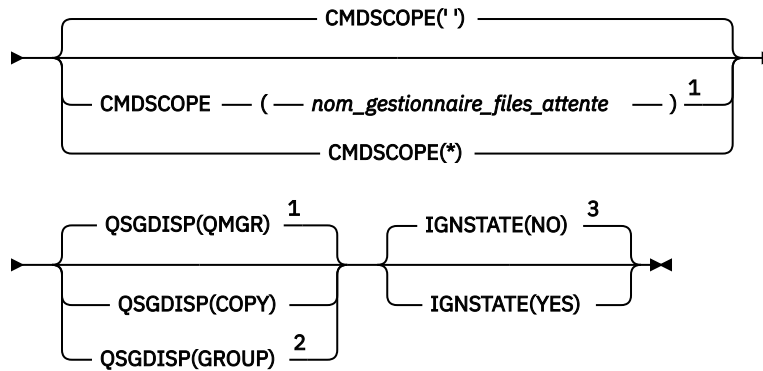 CMDSCOPE(' ')
CMDSCOPE ( nom_gestionnaire_files_attente ) 1
CMDSCOPE(*)
QSGDISP(QMGR) 1 IGNSTATE(NO) 3
QSGDISP(COPY) IGNSTATE(YES)
QSGDISP(GROUP) 2